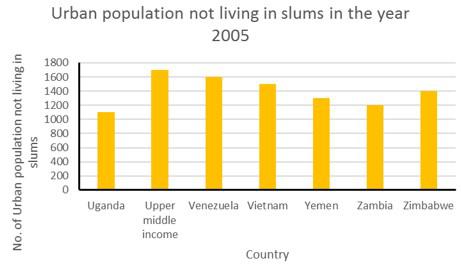 Urban population not living in slums in the year
2005
No. of Urban population not living in
slums
1800
1600
1400
1200
1000
800
600
400
200
0
Uganda
Upper
middle
income
Venezuela
Vietnam
Yemen
Zambia
Zimbabwe
Country